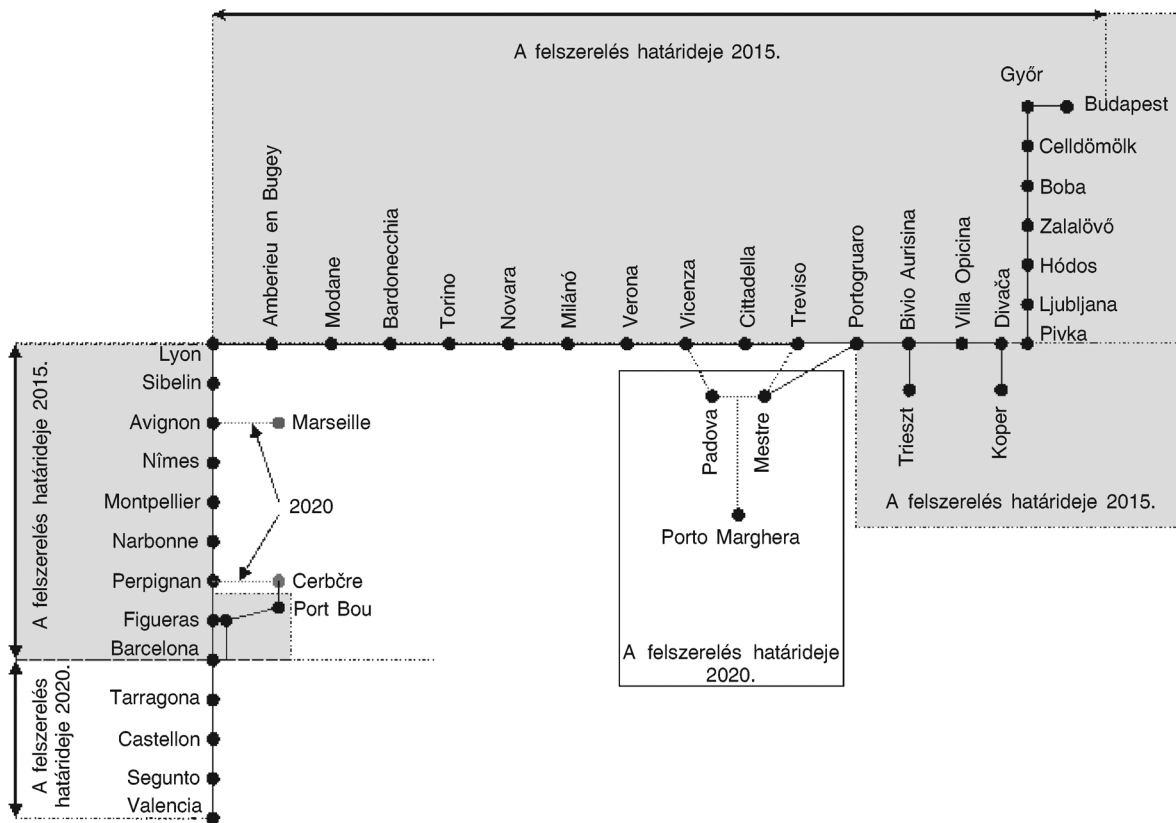 A felszerelés határideje 2015.
Győr
Budapest
Celldömölk
Boba
Zalalövő
Hódos
Ljubljana
Pivka
Amberieu en Bugey
Modane
Bardonecchia
Torino
Novara
Milánó
Verona
Vicenza
Cittadella
Treviso
Portogruaro
Bivio Aurisina
Villa Opicina
Divača
Lyon
Sibelin
Avignon
Marseille
Nîmes
Montpellier
2020
Narbonne
Perpignan
Cerbčre
Port Bou
Figueras
Barcelona
Tarragona
Castellon
Segunto
Valencia
A felszerelés határideje 2015.
A felszerelés
határideje 2020.
Padova
Mestre
Porto Marghera
A felszerelés határideje
2020.
Trieszt
Koper
A felszerelés határideje 2015.